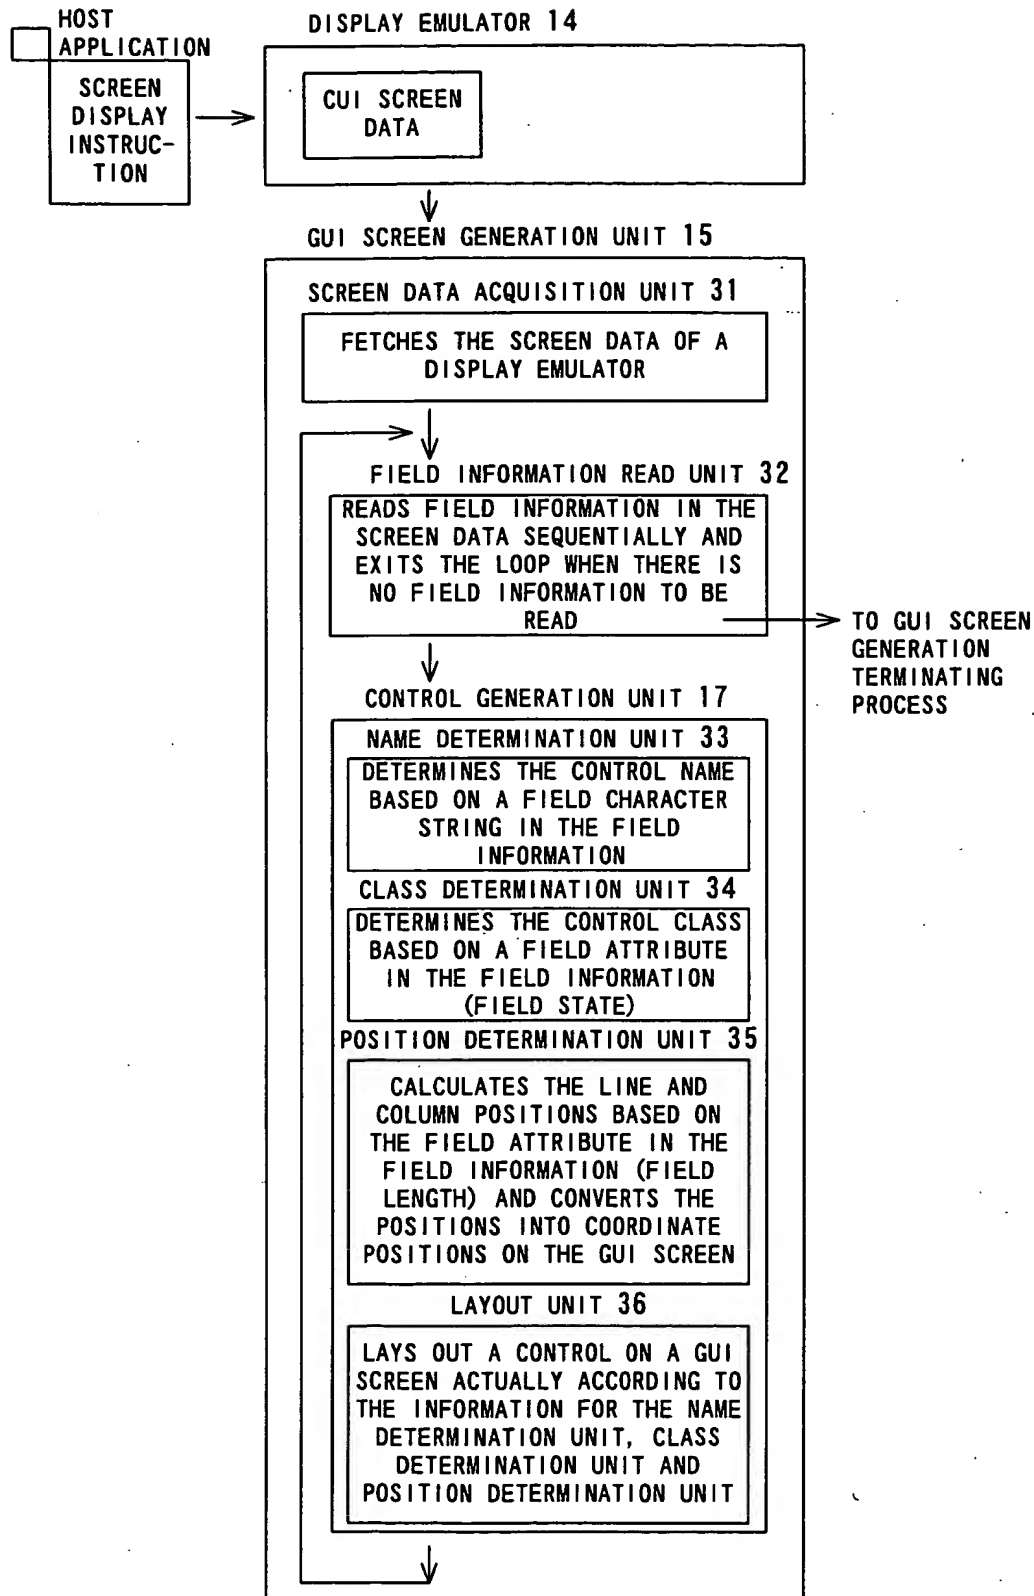 HOST
APPLICATION
SCREEN
DISPLAY
INSTRUC-
TION
DISPLAY EMULATOR 14
CUI SCREEN
DATA
GUI SCREEN GENERATION UNIT 15
SCREEN DATA ACQUISITION UNIT 31
FETCHES THE SCREEN DATA OF A
DISPLAY EMULATOR
FIELD INFORMATION READ UNIT 32
READS FIELD INFORMATION IN THE
SCREEN DATA SEQUENTIALLY AND
EXITS THE LOOP WHEN THERE IS
NO FIELD INFORMATION TO BE
READ
TO GUI SCREEN
GENERATION
TERMINATING
PROCESS
CONTROL GENERATION UNIT 17
NAME DETERMINATION UNIT 33
DETERMINES THE CONTROL NAME
BASED ON A FIELD CHARACTER
STRING IN THE FIELD
INFORMATION
CLASS DETERMINATION UNIT 34
DETERMINES THE CONTROL CLASS
BASED ON A FIELD ATTRIBUTE
IN THE FIELD INFORMATION
(FIELD STATE)
POSITION DETERMINATION UNIT 35
CALCULATES THE LINE AND
COLUMN POSITIONS BASED ON
THE FIELD ATTRIBUTE IN THE
FIELD INFORMATION (FIELD
LENGTH) AND CONVERTS THE
POSITIONS INTO COORDINATE
POSITIONS ON THE GUI SCREEN
LAYOUT UNIT 36
LAYS OUT A CONTROL ON A GUI
SCREEN ACTUALLY ACCORDING TO
THE INFORMATION FOR THE NAME
DETERMINATION UNIT, CLASS
DETERMINATION UNIT AND
POSITION DETERMINATION UNIT